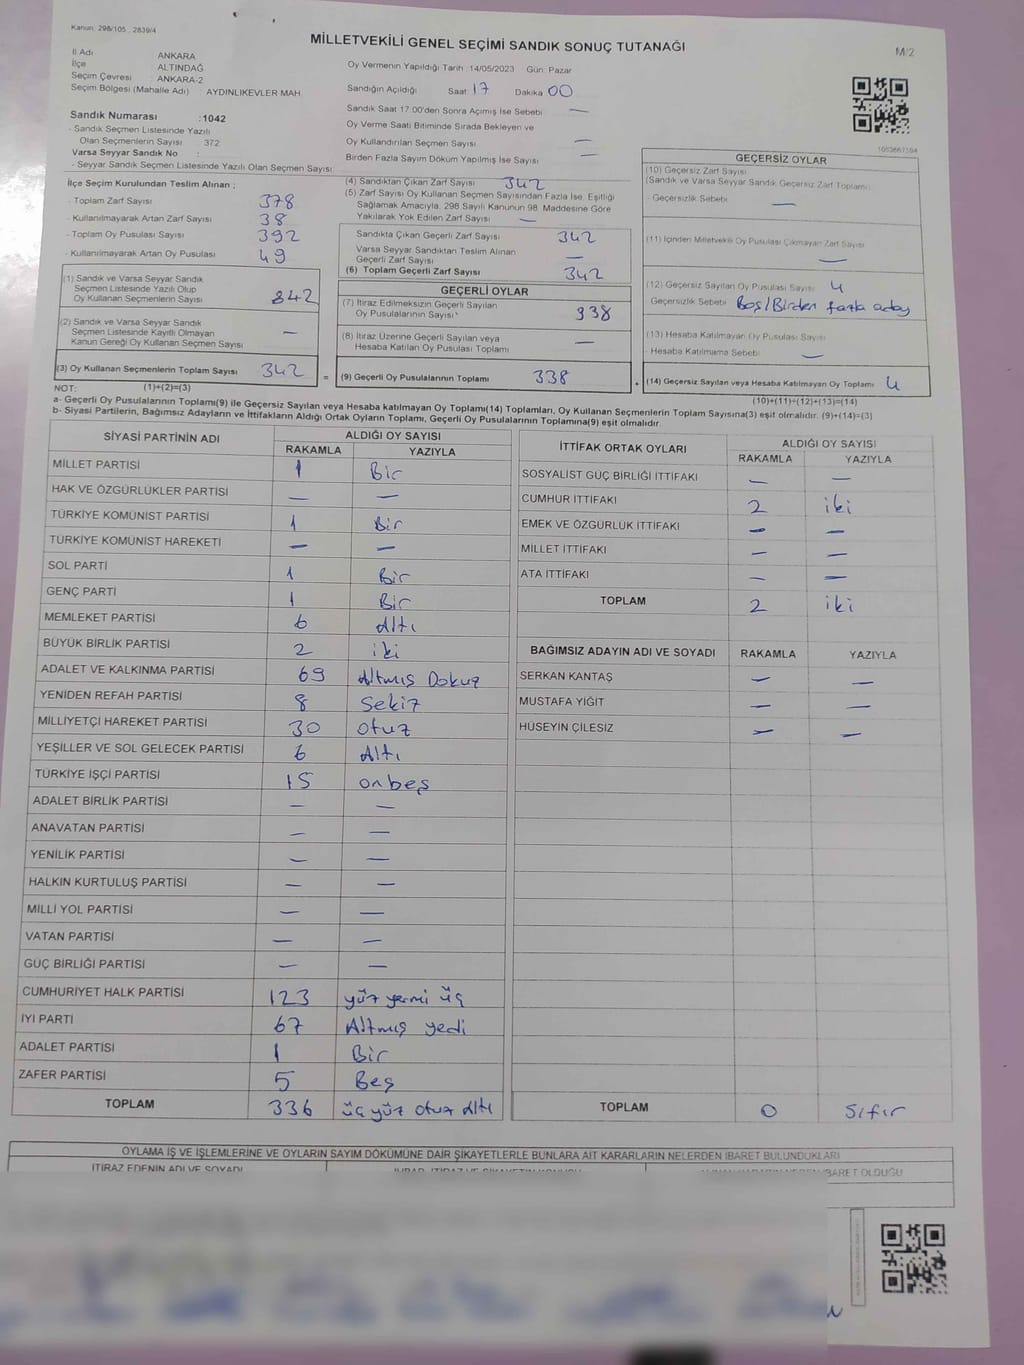 Kanun: 298/105 , 2839/4
MİLLETVEKİLİ GENEL SEÇİMİ SANDIK SONUÇ TUTANAĞI
M/2
İl Adı ANKARA
İlçe ALTINDAĞ
Seçim Çevresi ANKARA-2
Seçim Bölgesi (Mahalle Adı) : AYDINLIKEVLER MAH.
Sandık Numarası :1042
- Sandık Seçmen Listesinde Yazılı
Olan Seçmenlerin Sayısı : 372
Varsa Seyyar Sandık No :
- Seyyar Sandık Seçmen Listesinde Yazılı Olan Seçmen Sayısı:
Oy Vermenin Yapıldığı Tarih :14/05/2023 Gün: Pazar
Sandığın Açıldığı Saat 17 Dakika 00
Sandık Saat 17:00'den Sonra Açımış İse Sebebi —
Oy Verme Saati Bitiminde Sırada Bekleyen ve
Oy Kullandırılan Seçmen Sayısı —
Birden Fazla Sayım Döküm Yapılmış İse Sayısı —
1053667594
İlçe Seçim Kurulundan Teslim Alınan ;
- Toplam Zarf Sayısı 378
- Kullanılmayarak Artan Zarf Sayısı 38
- Toplam Oy Pusulası Sayısı 392
- Kullanılmayarak Artan Oy Pusulası 49
(4) Sandıktan Çıkan Zarf Sayısı 342
(5) Zarf Sayısı Oy Kullanan Seçmen Sayısından Fazla İse, Eşitliği
Sağlamak Amacıyla, 298 Sayılı Kanunun 98. Maddesine Göre
Yakılarak Yok Edilen Zarf Sayısı —
Sandıkta Çıkan Geçerli Zarf Sayısı 342
Varsa Seyyar Sandıktan Teslim Alınan
Geçerli Zarf Sayısı —
(6) Toplam Geçerli Zarf Sayısı 342
GEÇERSİZ OYLAR
(10) Geçersiz Zarf Sayısı
(Sandık ve Varsa Seyyar Sandık Geçersiz Zarf Toplamı)
- Geçersizlik Sebebi —
(11) İçinden Milletvekili Oy Pusulası Çıkmayan Zarf Sayısı
—
(12) Geçersiz Sayılan Oy Pusulası Sayısı 4
Geçersizlik Sebebi Boş/Birden fazla aday
(13) Hesaba Katılmayan Oy Pusulası Sayısı
- Hesaba Katılmama Sebebi —
(14) Geçersiz Sayılan veya Hesaba Katılmayan Oy Toplamı 4
(10)+(11)+(12)+(13)=(14)
(1) Sandık ve Varsa Seyyar Sandık
Seçmen Listesinde Yazılı Olup
Oy Kullanan Seçmenlerin Sayısı 342
(2) Sandık ve Varsa Seyyar Sandık
Seçmen Listesinde Kayıtlı Olmayan
Kanun Gereği Oy Kullanan Seçmen Sayısı —
(3) Oy Kullanan Seçmenlerin Toplam Sayısı 342
GEÇERLİ OYLAR
(7) İtiraz Edilmeksizin Geçerli Sayılan
Oy Pusulalarının Sayısı 338
(8) İtiraz Üzerine Geçerli Sayılan veya
Hesaba Katılan Oy Pusulası Toplamı —
= (9) Geçerli Oy Pusulalarının Toplamı 338 +
NOT: (1)+(2)=(3)
a- Geçerli Oy Pusulalarının Toplamı(9) ile Geçersiz Sayılan veya Hesaba katılmayan Oy Toplamı(14) Toplamları, Oy Kullanan Seçmenlerin Toplam Sayısına(3) eşit olmalıdır. (9)+(14)=(3)
b- Siyasi Partilerin, Bağımsız Adayların ve İttifakların Aldığı Ortak Oyların Toplamı, Geçerli Oy Pusulalarının Toplamına(9) eşit olmalıdır.
SİYASİ PARTİNİN ADI ALDIĞI OY SAYISI
RAKAMLA YAZIYLA
MİLLET PARTİSİ 1 Bir
HAK VE ÖZGÜRLÜKLER PARTİSİ — —
TÜRKİYE KOMÜNİST PARTİSİ 1 Bir
TÜRKİYE KOMÜNİST HAREKETİ — —
SOL PARTİ 1 Bir
GENÇ PARTİ 1 Bir
MEMLEKET PARTİSİ 6 Altı
BÜYÜK BİRLİK PARTİSİ 2 iki
ADALET VE KALKINMA PARTİSİ 69 Altmış Dokuz
YENİDEN REFAH PARTİSİ 8 Sekiz
MİLLİYETÇİ HAREKET PARTİSİ 30 Otuz
YEŞİLLER VE SOL GELECEK PARTİSİ 6 Altı
TÜRKİYE İŞÇİ PARTİSİ 15 onbeş
ADALET BİRLİK PARTİSİ — —
ANAVATAN PARTİSİ — —
YENİLİK PARTİSİ — —
HALKIN KURTULUŞ PARTİSİ — —
MİLLİ YOL PARTİSİ — —
VATAN PARTİSİ — —
GÜÇ BİRLİĞİ PARTİSİ — —
CUMHURİYET HALK PARTİSİ 123 yüz yermi üç
İYİ PARTİ 67 Altmış yedi
ADALET PARTİSİ 1 Bir
ZAFER PARTİSİ 5 Beş
TOPLAM 336 üç yüz otuz Altı
İTTİFAK ORTAK OYLARI ALDIĞI OY SAYISI
RAKAMLA YAZIYLA
SOSYALİST GÜÇ BİRLİĞİ İTTİFAKI — —
CUMHUR İTTİFAKI 2 iki
EMEK VE ÖZGÜRLÜK İTTİFAKI — —
MİLLET İTTİFAKI — —
ATA İTTİFAKI — —
TOPLAM 2 iki
BAĞIMSIZ ADAYIN ADI VE SOYADI RAKAMLA YAZIYLA
SERKAN KANTAŞ — —
MUSTAFA YİĞİT — —
HÜSEYİN ÇİLESİZ — —
TOPLAM 0 Sıfır
OYLAMA İŞ VE İŞLEMLERİNE VE OYLARIN SAYIM DÖKÜMÜNE DAİR ŞİKAYETLERLE BUNLARA AİT KARARLARIN NELERDEN İBARET BULUNDUKLARI
İTİRAZ EDENİN ADI VE SOYADI
İBARET OLDUĞU